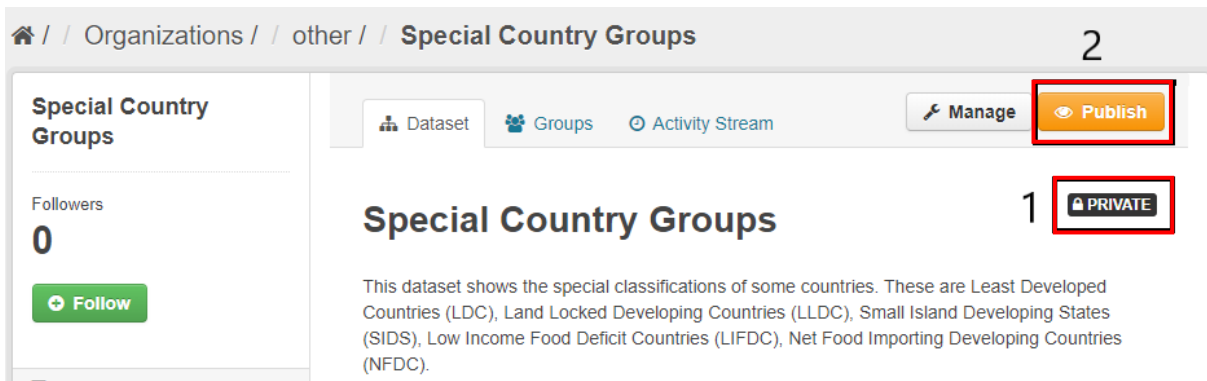 / / Organizations / / other / / Special Country Groups
2
Special Country
Groups
Followers
0
Follow
Dataset Groups Activity Stream
Manage Publish
1 PRIVATE
Special Country Groups
This dataset shows the special classifications of some countries. These are Least Developed
Countries (LDC), Land Locked Developing Countries (LLDC), Small Island Developing States
(SIDS), Low Income Food Deficit Countries (LIFDC), Net Food Importing Developing Countries
(NFDC).